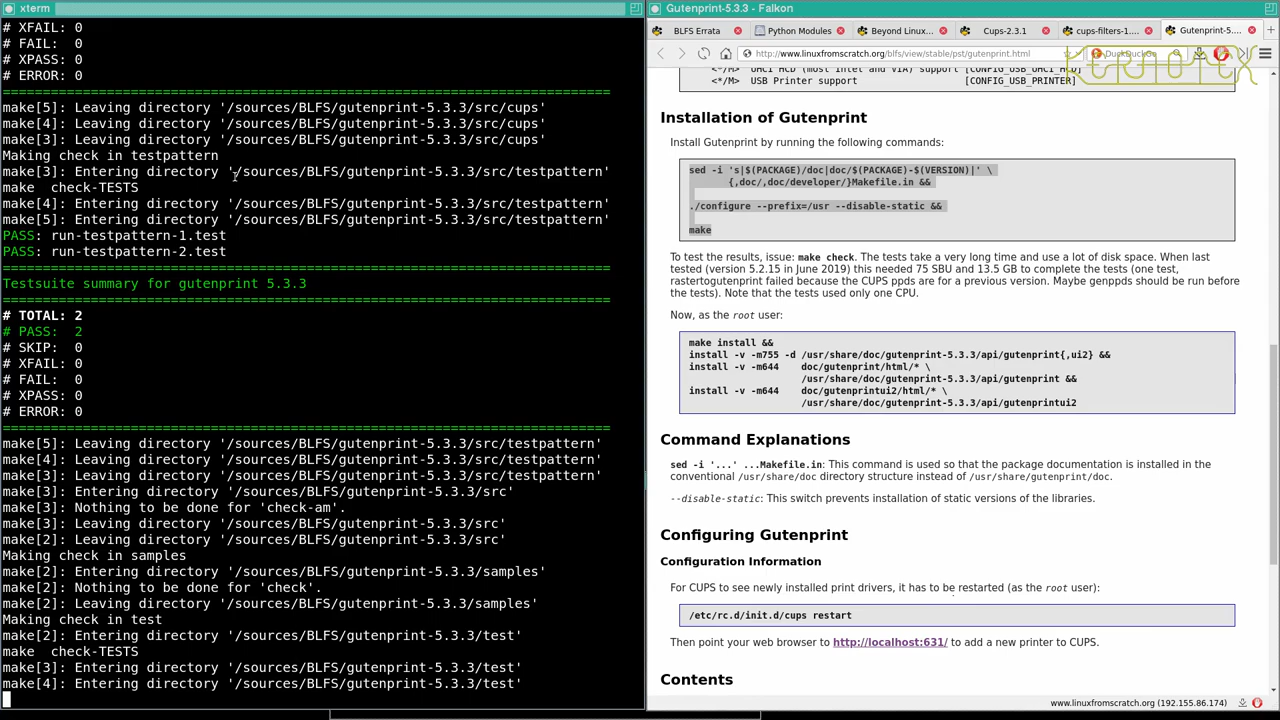 xterm
# XFAIL: 0
# FAIL:  0
# XPASS: 0
# ERROR: 0
============================================================================
make[5]: Leaving directory '/sources/BLFS/gutenprint-5.3.3/src/cups'
make[4]: Leaving directory '/sources/BLFS/gutenprint-5.3.3/src/cups'
make[3]: Leaving directory '/sources/BLFS/gutenprint-5.3.3/src/cups'
Making check in testpattern
make[3]: Entering directory '/sources/BLFS/gutenprint-5.3.3/src/testpattern'
make  check-TESTS
make[4]: Entering directory '/sources/BLFS/gutenprint-5.3.3/src/testpattern'
make[5]: Entering directory '/sources/BLFS/gutenprint-5.3.3/src/testpattern'
PASS: run-testpattern-1.test
PASS: run-testpattern-2.test
============================================================================
Testsuite summary for gutenprint 5.3.3
============================================================================
# TOTAL: 2
# PASS:  2
# SKIP:  0
# XFAIL: 0
# FAIL:  0
# XPASS: 0
# ERROR: 0
============================================================================
make[5]: Leaving directory '/sources/BLFS/gutenprint-5.3.3/src/testpattern'
make[4]: Leaving directory '/sources/BLFS/gutenprint-5.3.3/src/testpattern'
make[3]: Leaving directory '/sources/BLFS/gutenprint-5.3.3/src/testpattern'
make[3]: Entering directory '/sources/BLFS/gutenprint-5.3.3/src'
make[3]: Nothing to be done for 'check-am'.
make[3]: Leaving directory '/sources/BLFS/gutenprint-5.3.3/src'
make[2]: Leaving directory '/sources/BLFS/gutenprint-5.3.3/src'
Making check in samples
make[2]: Entering directory '/sources/BLFS/gutenprint-5.3.3/samples'
make[2]: Nothing to be done for 'check'.
make[2]: Leaving directory '/sources/BLFS/gutenprint-5.3.3/samples'
Making check in test
make[2]: Entering directory '/sources/BLFS/gutenprint-5.3.3/test'
make  check-TESTS
make[3]: Entering directory '/sources/BLFS/gutenprint-5.3.3/test'
make[4]: Entering directory '/sources/BLFS/gutenprint-5.3.3/test'
Gutenprint-5.3.3 - Falkon
BLFS Errata
Python Modules
Beyond Linux...
Cups-2.3.1
cups-filters-1....
Gutenprint-5....
http://www.linuxfromscratch.org/blfs/view/stable/pst/gutenprint.html
DuckDuckGo
KERNOTEX
<*/M>  UHCI HCD (most Intel and VIA) support [CONFIG_USB_UHCI_HCD]
<*/M>  USB Printer support [CONFIG_USB_PRINTER]
Installation of Gutenprint
Install Gutenprint by running the following commands:
sed -i 's|$(PACKAGE)/doc|doc/$(PACKAGE)-$(VERSION)|' \
{,doc/,doc/developer/}Makefile.in &&
./configure --prefix=/usr --disable-static &&
make
To test the results, issue: make check. The tests take a very long time and use a lot of disk space. When last
tested (version 5.2.15 in June 2019) this needed 75 SBU and 13.5 GB to complete the tests (one test,
rastertogutenprint failed because the CUPS ppds are for a previous version. Maybe genppds should be run before
the tests). Note that the tests used only one CPU.
Now, as the root user:
make install &&
install -v -m755 -d /usr/share/doc/gutenprint-5.3.3/api/gutenprint{,ui2} &&
install -v -m644    doc/gutenprint/html/* \
/usr/share/doc/gutenprint-5.3.3/api/gutenprint &&
install -v -m644    doc/gutenprintui2/html/* \
/usr/share/doc/gutenprint-5.3.3/api/gutenprintui2
Command Explanations
sed -i '...' ...Makefile.in: This command is used so that the package documentation is installed in the
conventional /usr/share/doc directory structure instead of /usr/share/gutenprint/doc.
--disable-static: This switch prevents installation of static versions of the libraries.
Configuring Gutenprint
Configuration Information
For CUPS to see newly installed print drivers, it has to be restarted (as the root user):
/etc/rc.d/init.d/cups restart
Then point your web browser to http://localhost:631/ to add a new printer to CUPS.
Contents
www.linuxfromscratch.org (192.155.86.174)